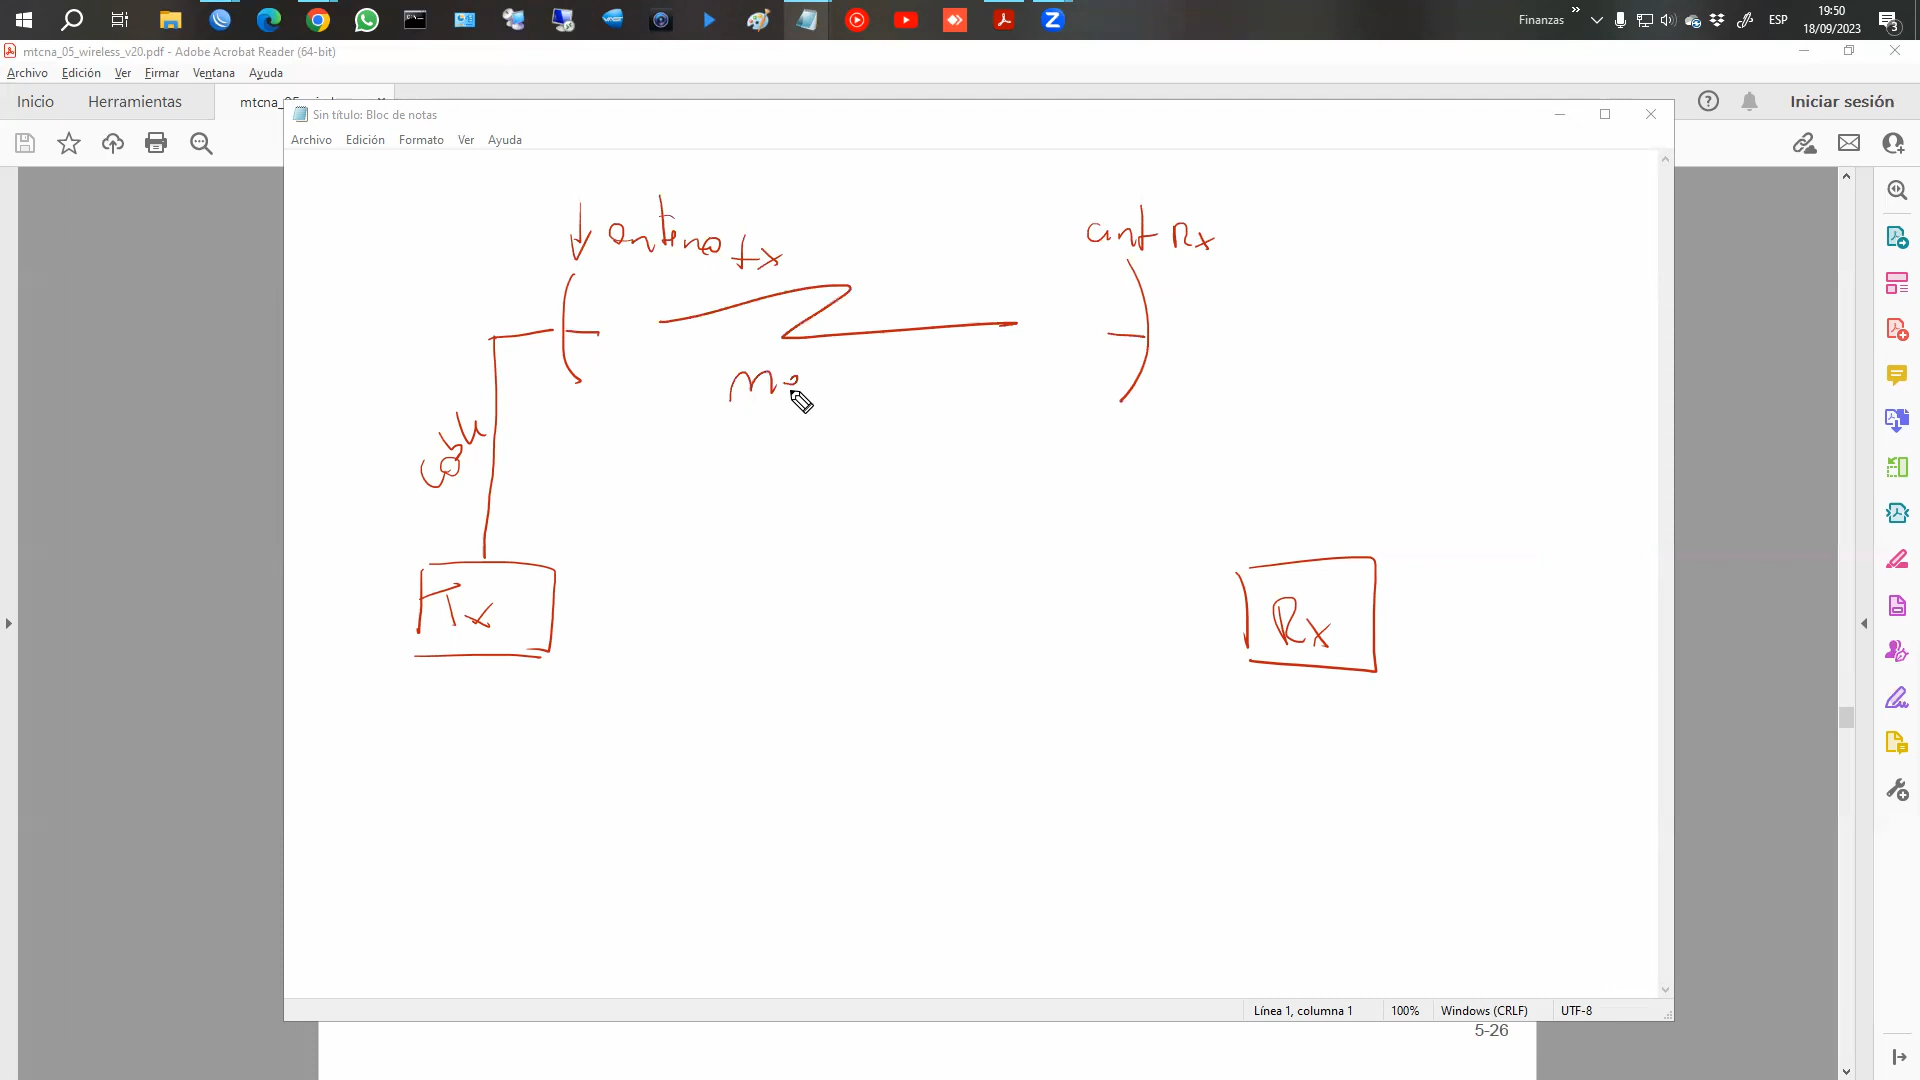 Finanzas
»
ESP
19:50
18/09/2023
3
mtcna_05_wireless_v20.pdf - Adobe Acrobat Reader (64-bit)
Archivo Edición Ver Firmar Ventana Ayuda
Inicio Herramientas
Iniciar sesión
Sin título: Bloc de notas
Archivo Edición Formato Ver Ayuda
antena tx
ant Rx
Cable
Tx
Rx
Línea 1, columna 1 100% Windows (CRLF) UTF-8
5-26